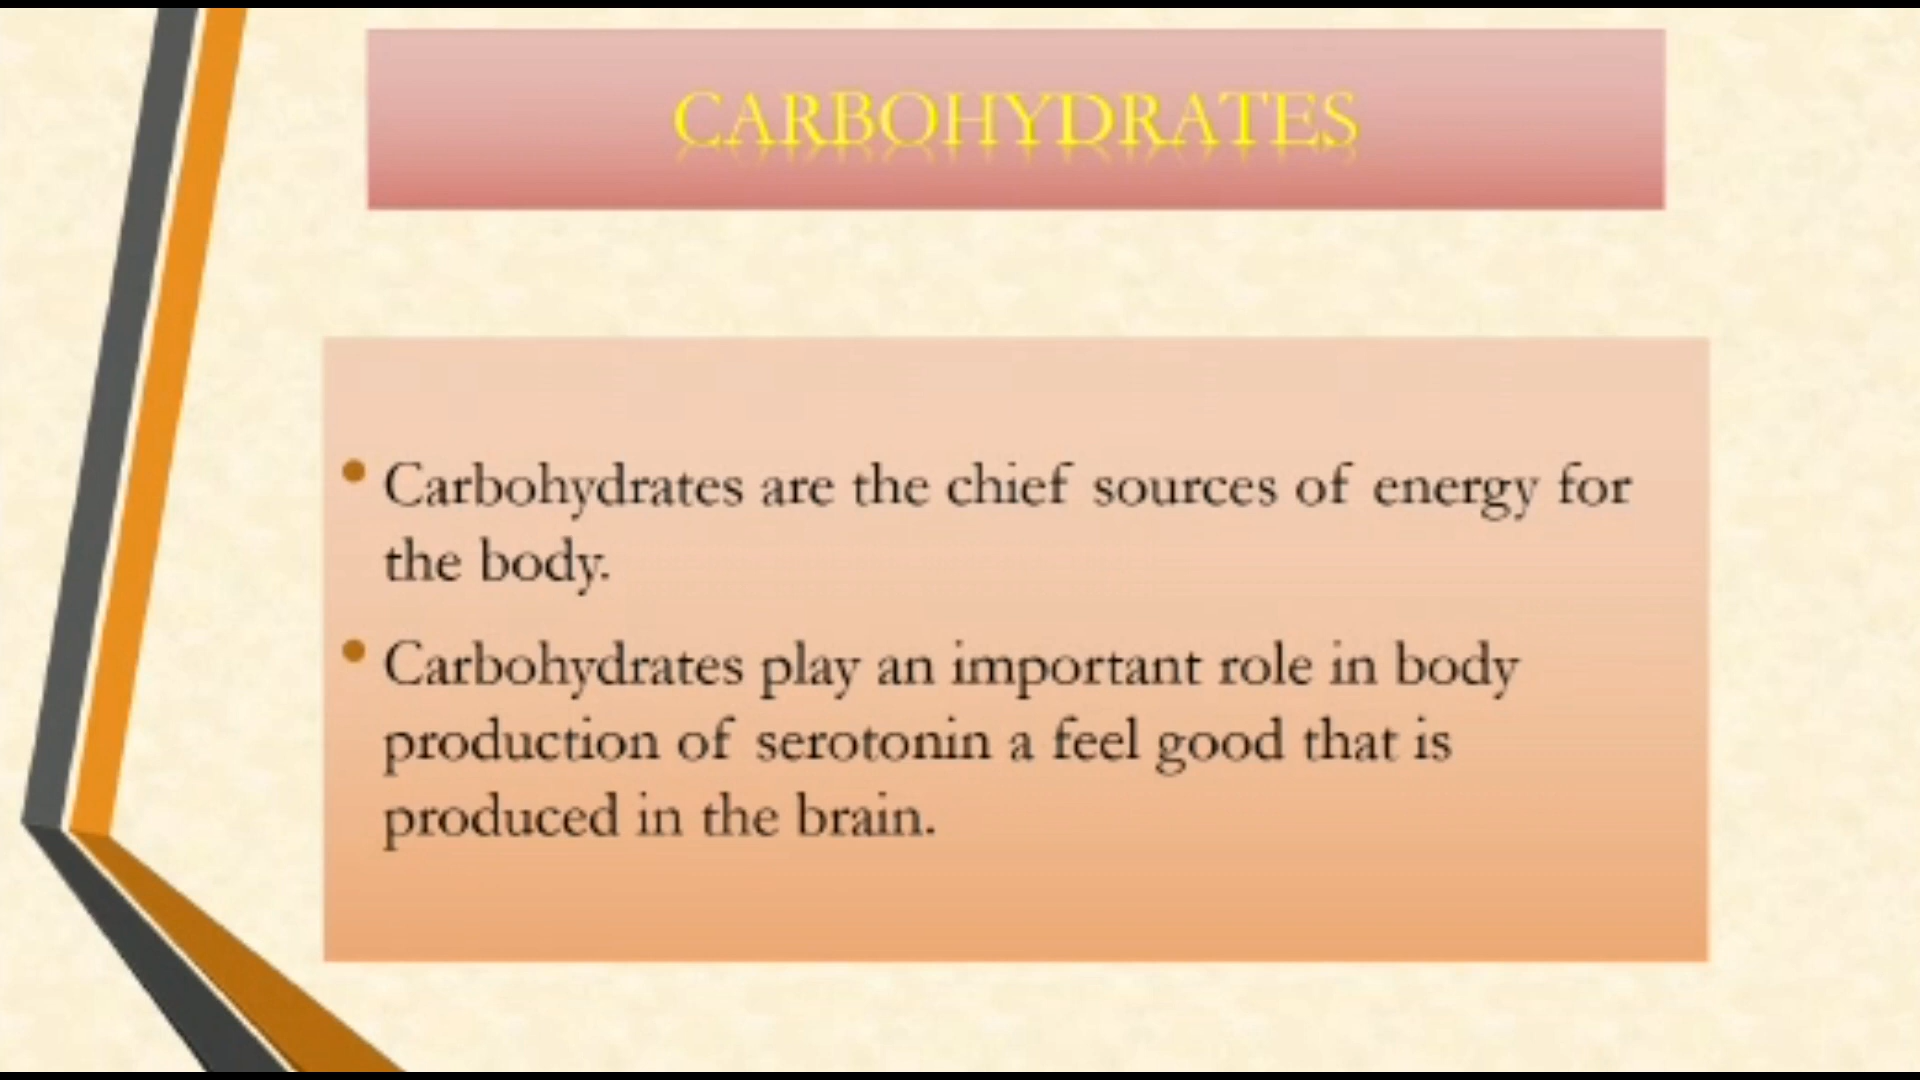 CARBOHYDRATES
• Carbohydrates are the chief sources of energy for
the body.
• Carbohydrates play an important role in body
production of serotonin a feel good that is
produced in the brain.